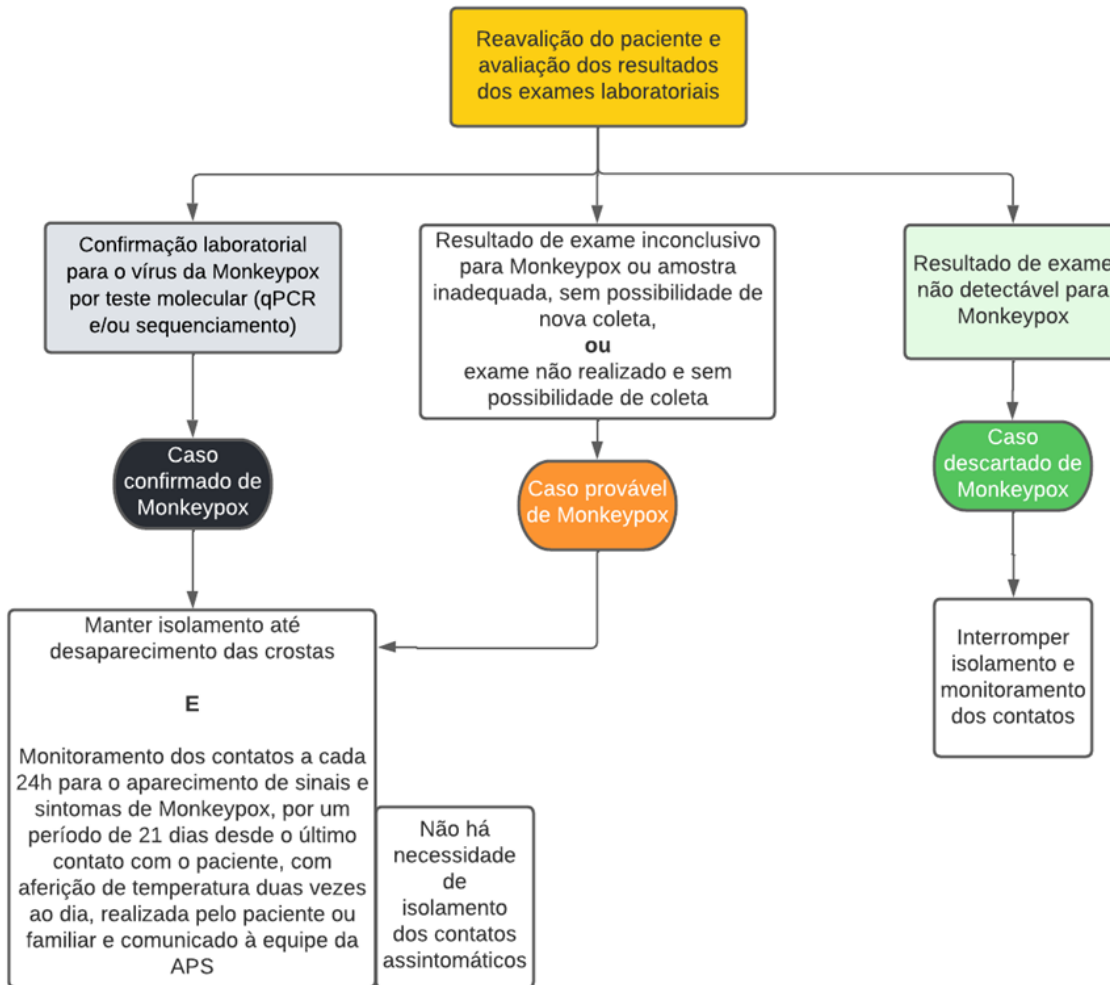 Reavalição do paciente e
avaliação dos resultados
dos exames laboratoriais
Confirmação laboratorial
para o vírus da Monkeypox
por teste molecular (qPCR
e/ou sequenciamento)
Resultado de exame inconclusivo
para Monkeypox ou amostra
inadequada, sem possibilidade de
nova coleta,
ou
exame não realizado e sem
possibilidade de coleta
Resultado de exame
não detectável para
Monkeypox
Caso
confirmado de
Monkeypox
Caso provável
de Monkeypox
Caso
descartado de
Monkeypox
Manter isolamento até
desaparecimento das crostas
E
Monitoramento dos contatos a cada
24h para o aparecimento de sinais e
sintomas de Monkeypox, por um
período de 21 dias desde o último
contato com o paciente, com
aferição de temperatura duas vezes
ao dia, realizada pelo paciente ou
familiar e comunicado à equipe da
APS
Não há
necessidade
de
isolamento
dos contatos
assintomáticos
Interromper
isolamento e
monitoramento
dos contatos